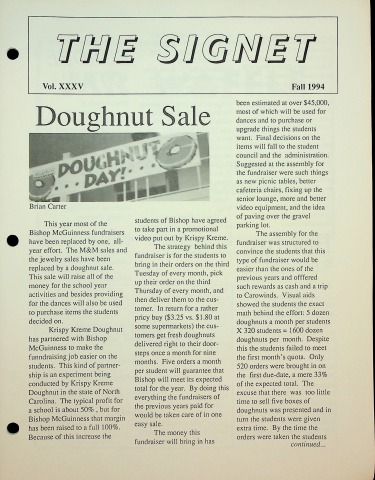 THE SIGNET
Vol. XXXV
Fall 1994
Doughnut Sale
DOUGHNUT
DAY!
Brian Carter
This year most of the
Bishop McGuinness fundraisers
have been replaced by one, all-
year effort. The M&M sales and
the jewelry sales have been
replaced by a doughnut sale.
This sale will raise all of the
money for the school year
activities and besides providing
for the dances will also be used
to purchase items the students
decided on.
Krispy Kreme Doughnut
has partnered with Bishop
McGuinness to make the
funndraising job easier on the
students. This kind of partner-
ship is an experiment being
conducted by Krispy Kreme
Doughnut in the state of North
Carolina. The typical profit for
a school is about 50% , but for
Bishop McGuinness that margin
has been raised to a full 100%.
Because of this increase the
students of Bishop have agreed
to take part in a promotional
video put out by Krispy Kreme.
The strategy behind this
fundraiser is for the students to
bring in their orders on the third
Tuesday of every month, pick
up their order on the third
Thursday of every month, and
then deliver them to the cus-
tomer. In return for a rather
pricy buy ($3.25 vs. $1.80 at
some supermarkets) the cus-
tomers get fresh doughnuts
delivered right to their door-
steps once a month for nine
months. Five orders a month
per student will guarantee that
Bishop will meet its expected
total for the year. By doing this
everything the fundraisers of
the previous years paid for
would be taken care of in one
easy sale.
The money this
fundraiser will bring in has
been estimated at over $45,000,
most of which will be used for
dances and to purchase or
upgrade things the students
want. Final decisions on the
items will fall to the student
council and the administration.
Suggested at the assembly for
the fundraiser were such things
as new picnic tables, better
cafeteria chairs, fixing up the
senior lounge, more and better
video equipment, and the idea
of paving over the gravel
parking lot.
The assembly for the
fundraiser was structured to
convince the students that this
type of fundraiser would be
easier than the ones of the
previous years and offfered
such rewards as cash and a trip
to Carowinds. Visual aids
showed the students the exact
math behind the effort: 5 dozen
doughnuts a month per students
X 320 students = 1600 dozen
doughnuts per month. Despite
this the students failed to meet
the first month's quota. Only
520 orders were brought in on
the first due-date, a mere 33%
of the expected total. The
excuse that there was too little
time to sell five boxes of
doughnuts was presented and in
turn the students were given
extra time. By the time the
orders were taken the students
continued...